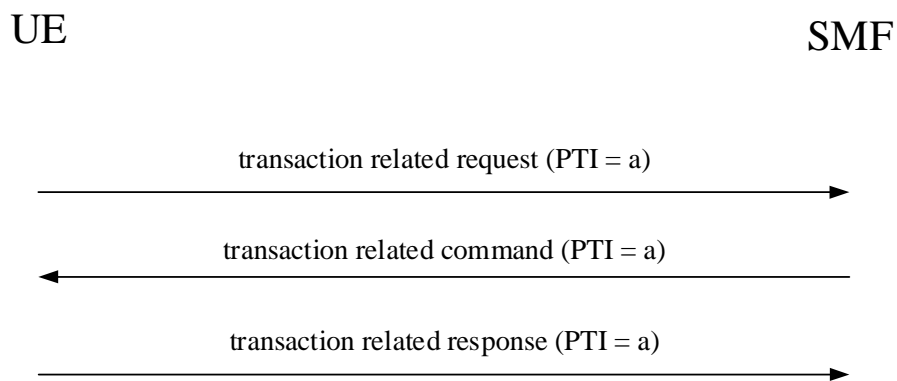 UE
SMF
transaction related request (PTI = a)
transaction related command (PTI = a)
transaction related response (PTI = a)